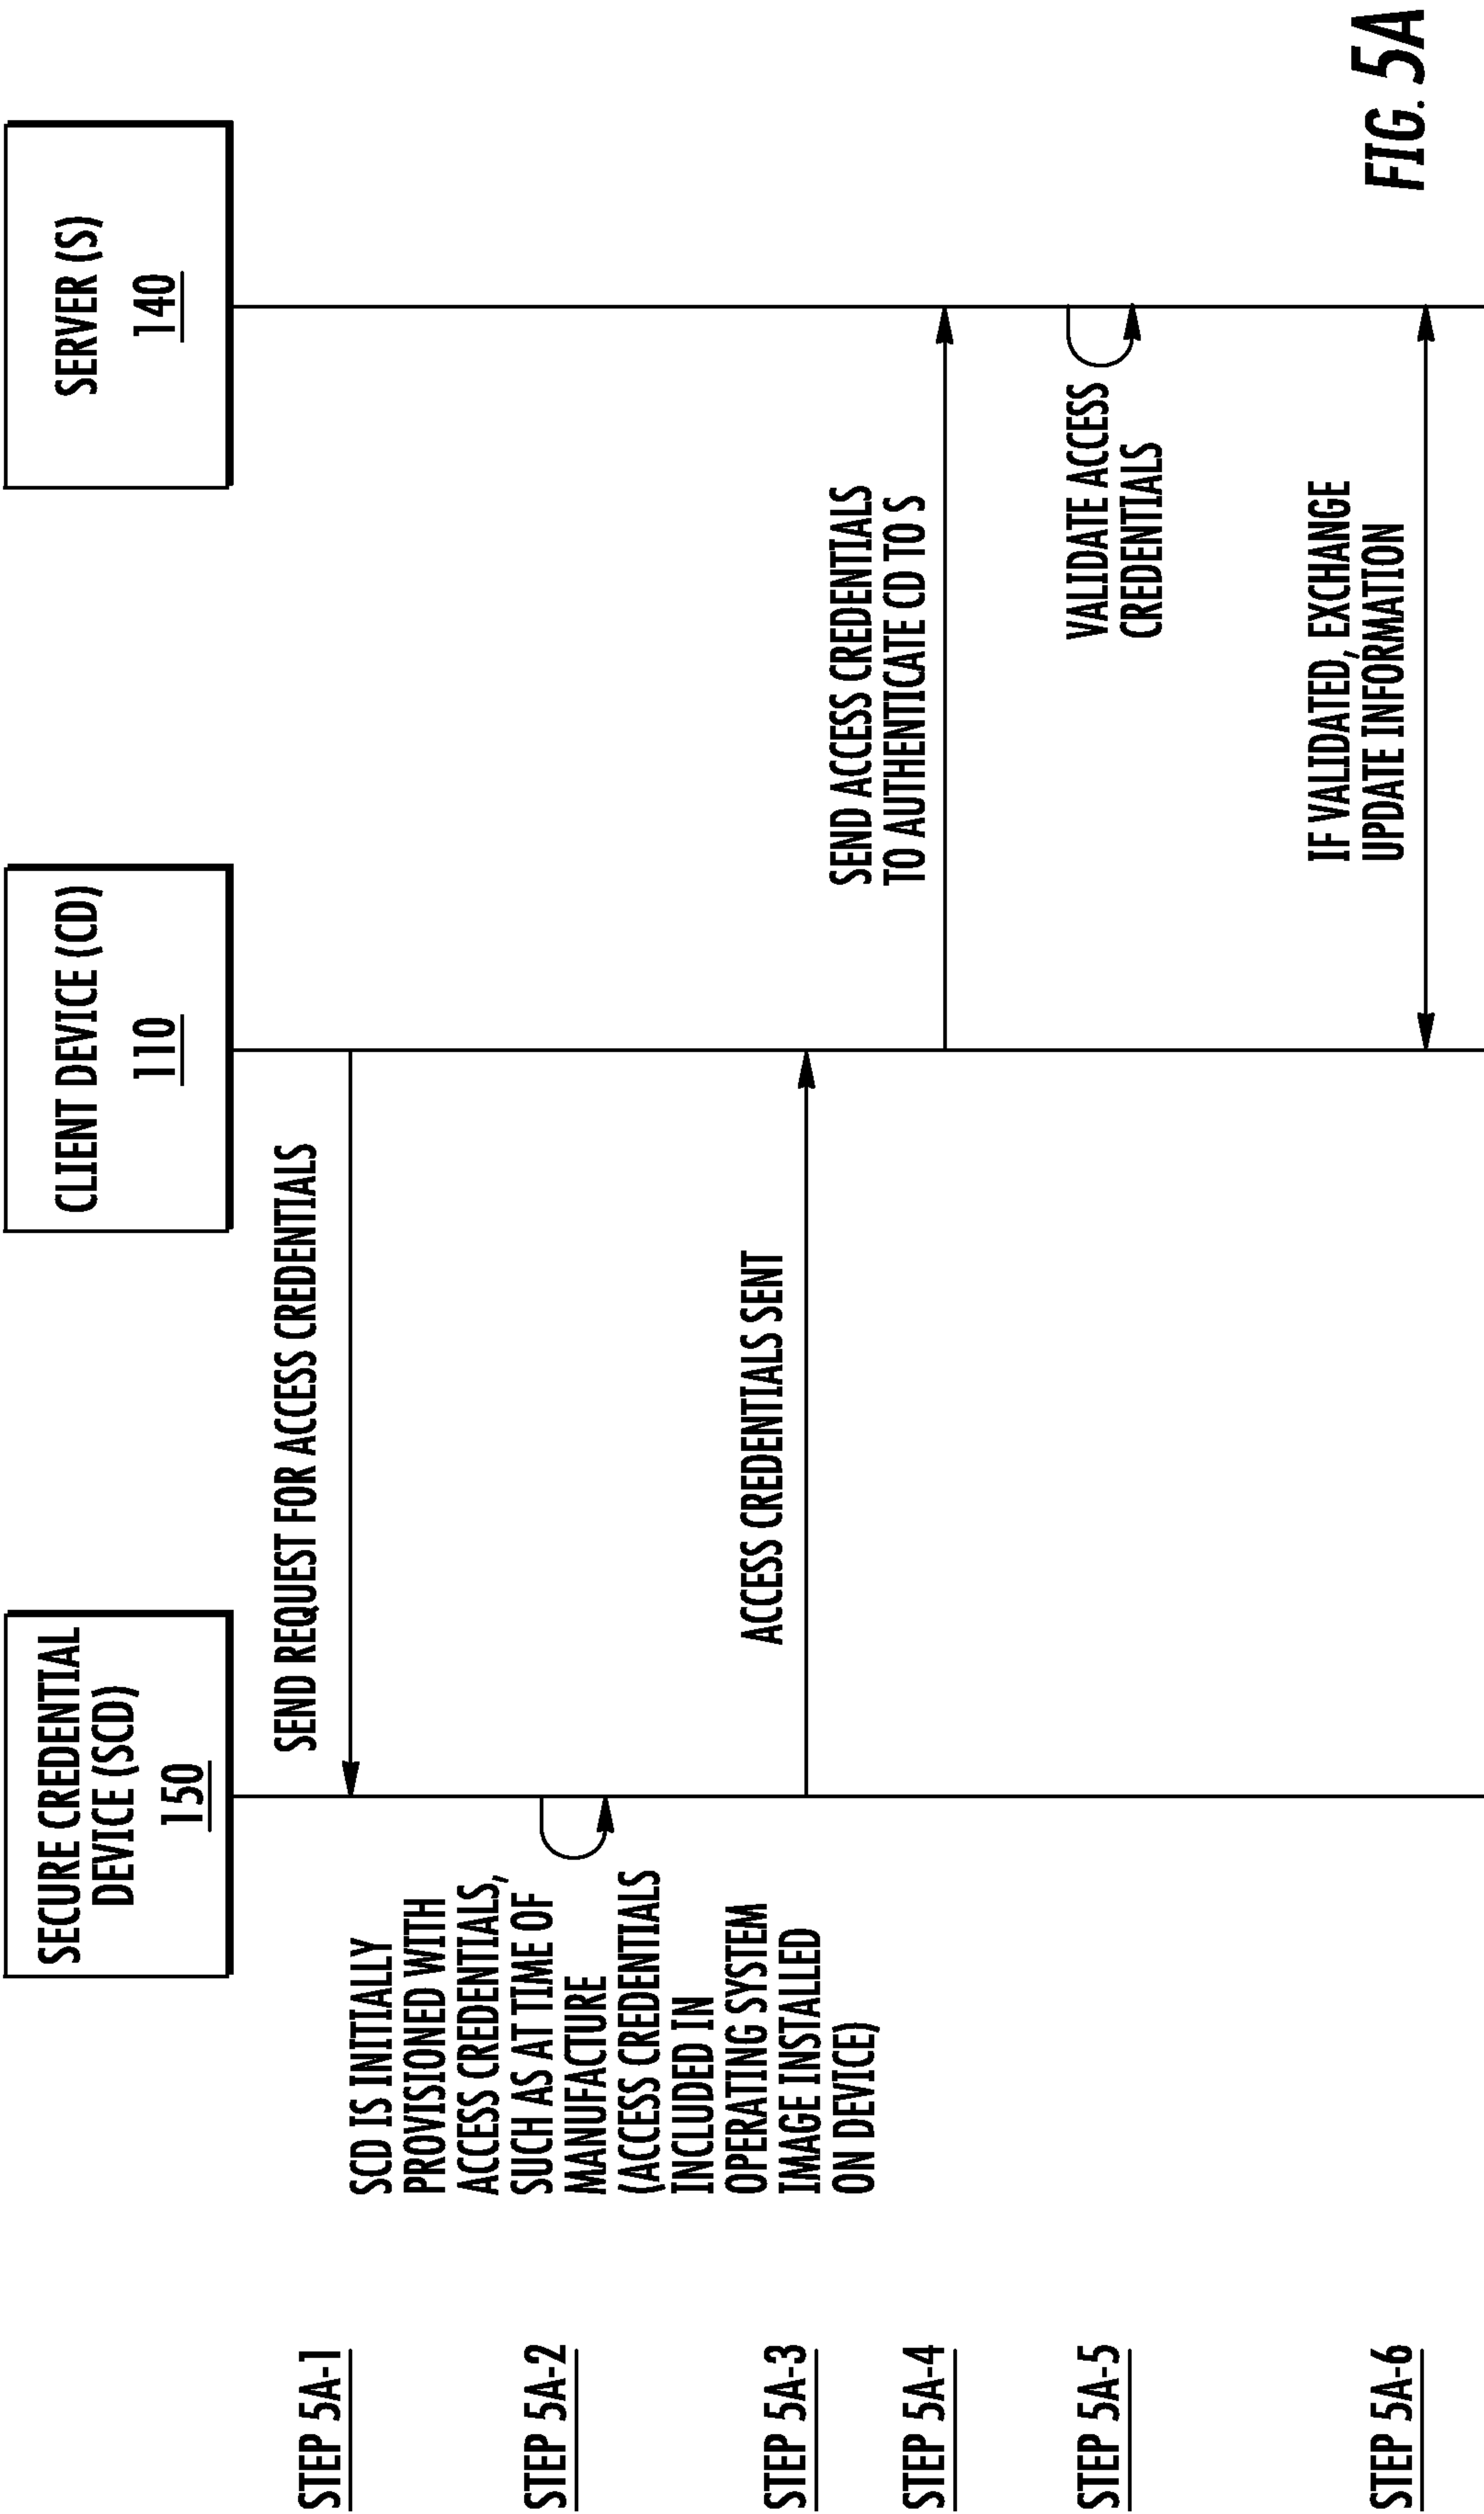 SECURE CREDENTIAL
DEVICE (SCD)
150
CLIENT DEVICE (CD)
110
SERVER (S)
140
STEP 5A-1
SEND REQUEST FOR ACCESS CREDENTIALS
STEP 5A-2
SCD IS INITIALLY
PROVISIONED WITH
ACCESS CREDENTIALS,
SUCH AS AT TIME OF
MANUFACTURE
(ACCESS CREDENTIALS
INCLUDED IN
OPERATING SYSTEM
IMAGE INSTALLED
ON DEVICE)
STEP 5A-3
ACCESS CREDENTIALS SENT
STEP 5A-4
SEND ACCESS CREDENTIALS
TO AUTHENTICATE CD TO S
STEP 5A-5
VALIDATE ACCESS
CREDENTIALS
STEP 5A-6
IF VALIDATED, EXCHANGE
UPDATE INFORMATION
FIG. 5A